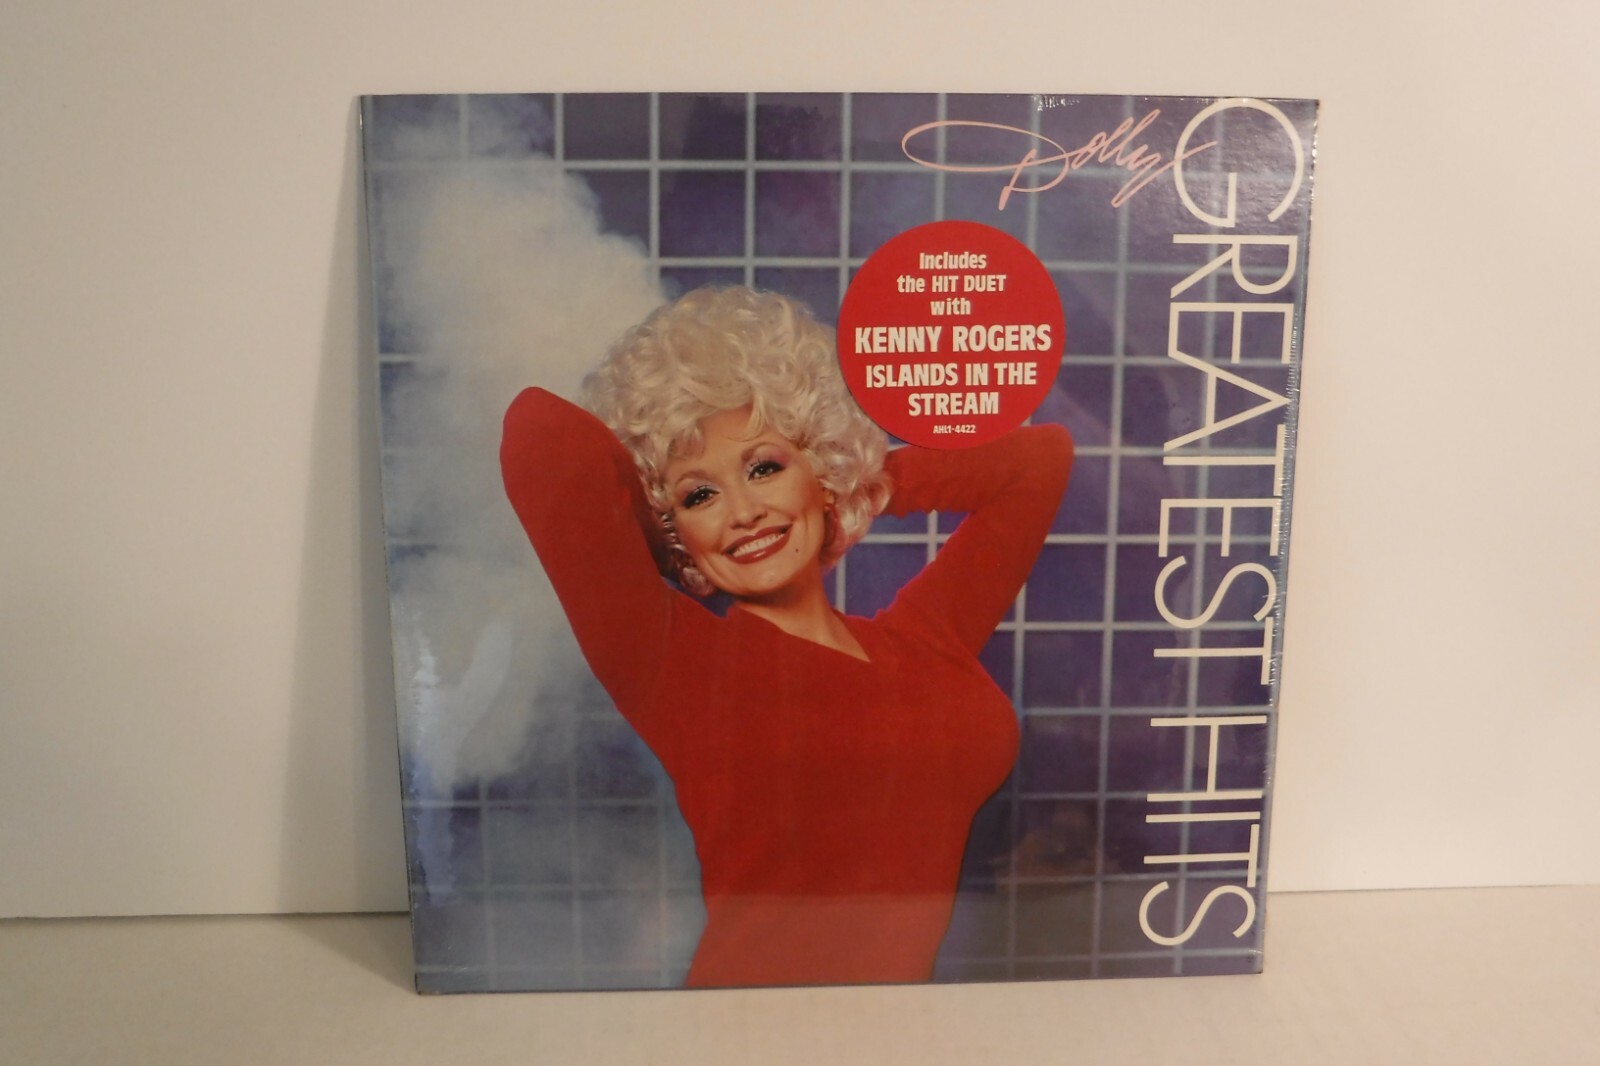 Dolly
GREATEST HITS
Includes
the HIT DUET
with
KENNY ROGERS
ISLANDS IN THE
STREAM
AHL1-4422